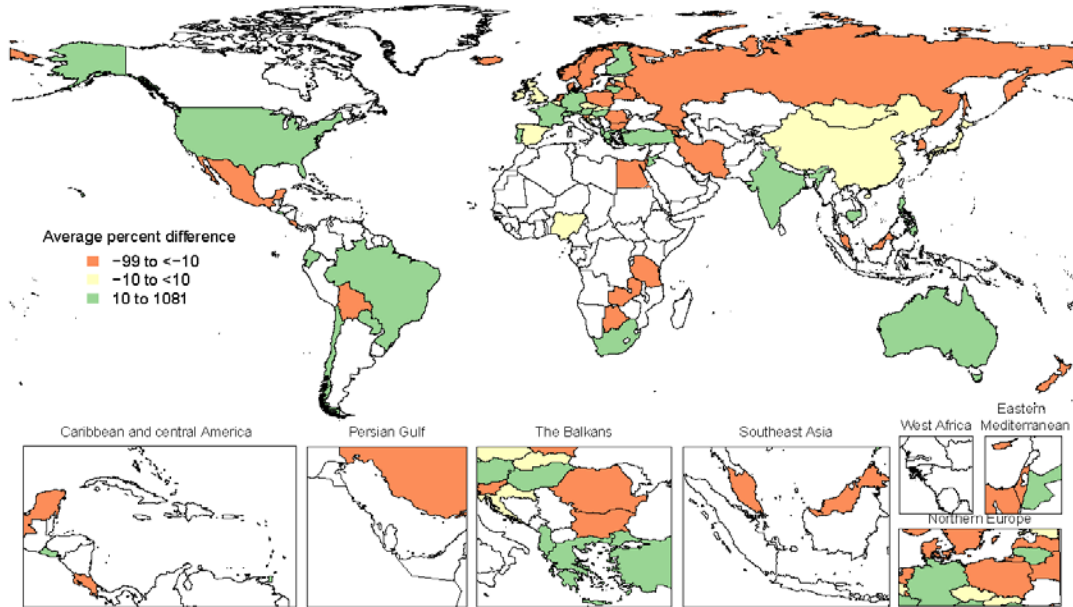 Average percent difference
−99 to <−10
−10 to <10
10 to 1081
Caribbean and central America
Persian Gulf
The Balkans
Southeast Asia
West Africa
Eastern
Mediterranean
Northern Europe